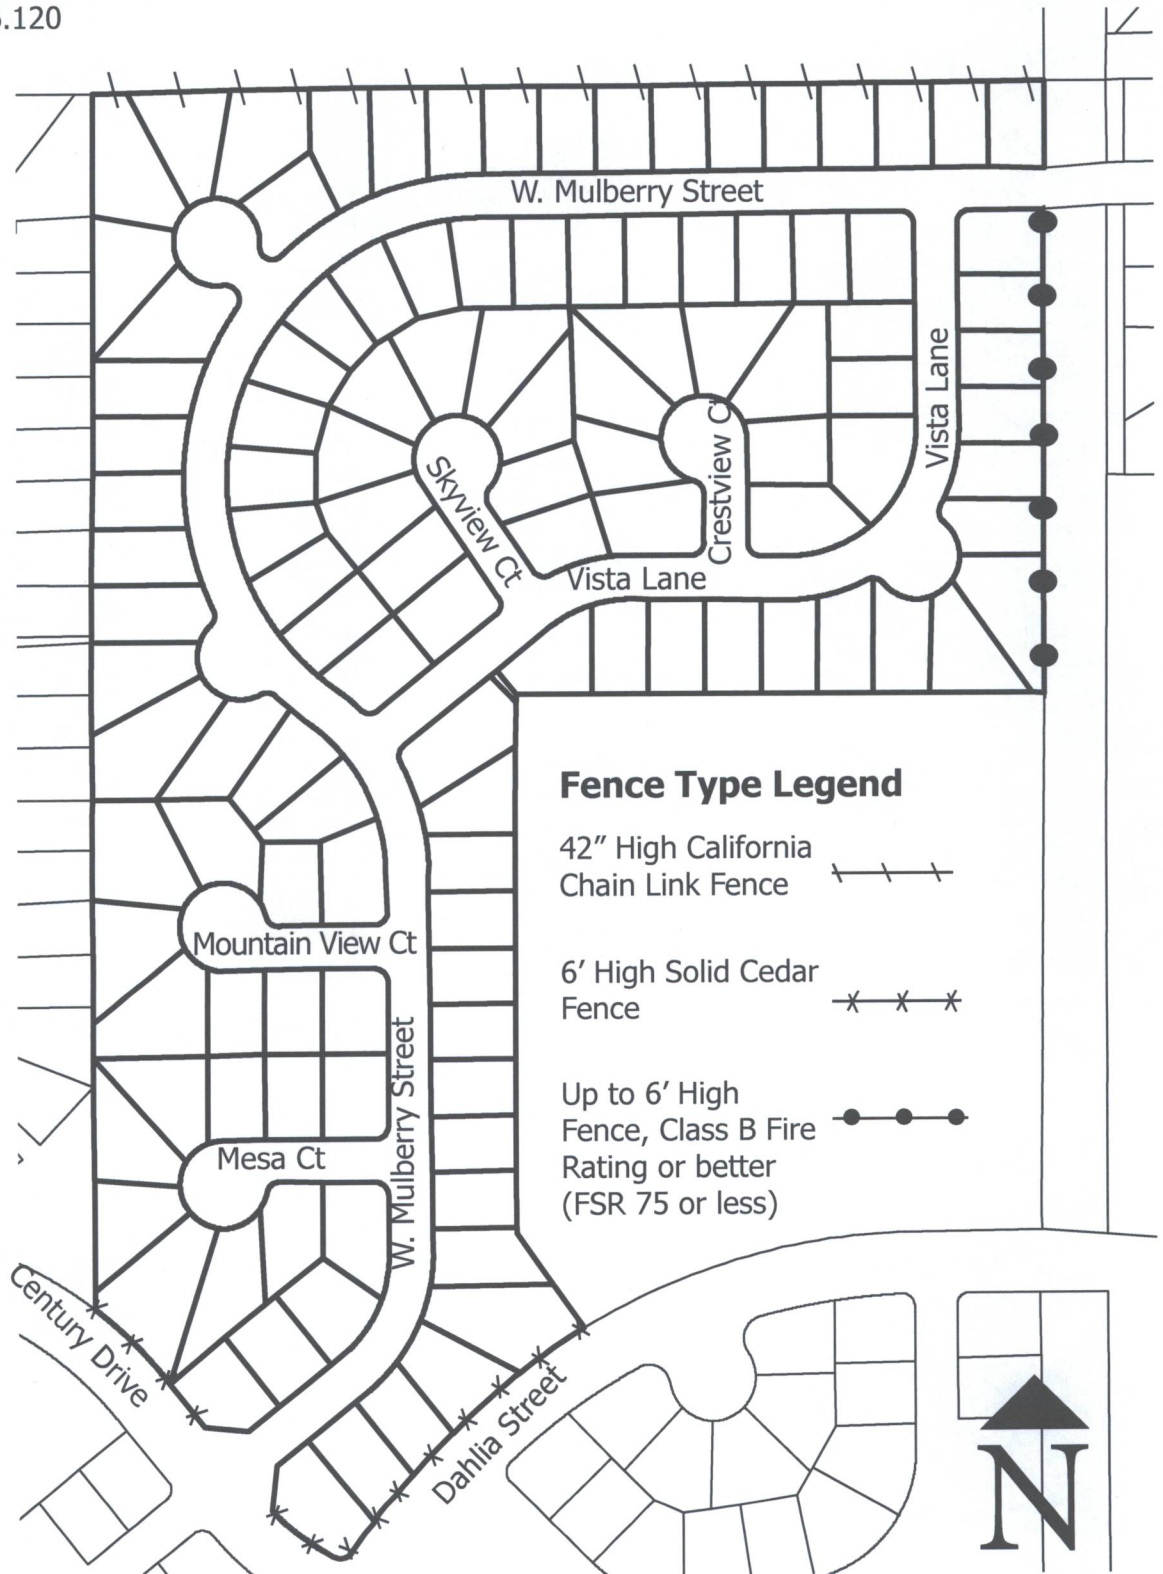 .120
W. Mulberry Street
Vista Lane
Skyview Ct
Crestview Ct
Vista Lane
Fence Type Legend
42" High California
Chain Link Fence
6' High Solid Cedar
Fence
Up to 6' High
Fence, Class B Fire
Rating or better
(FSR 75 or less)
Mountain View Ct
W. Mulberry Street
Mesa Ct
Century Drive
Dahlia Street
N